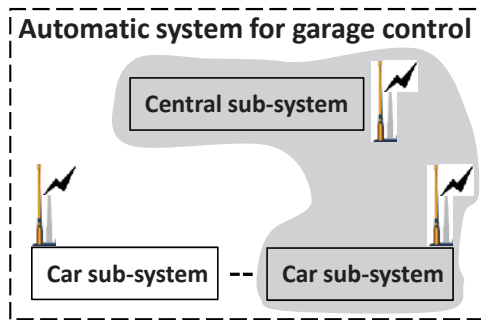 Automatic system for garage control
Central sub-system
Car sub-system -- Car sub-system